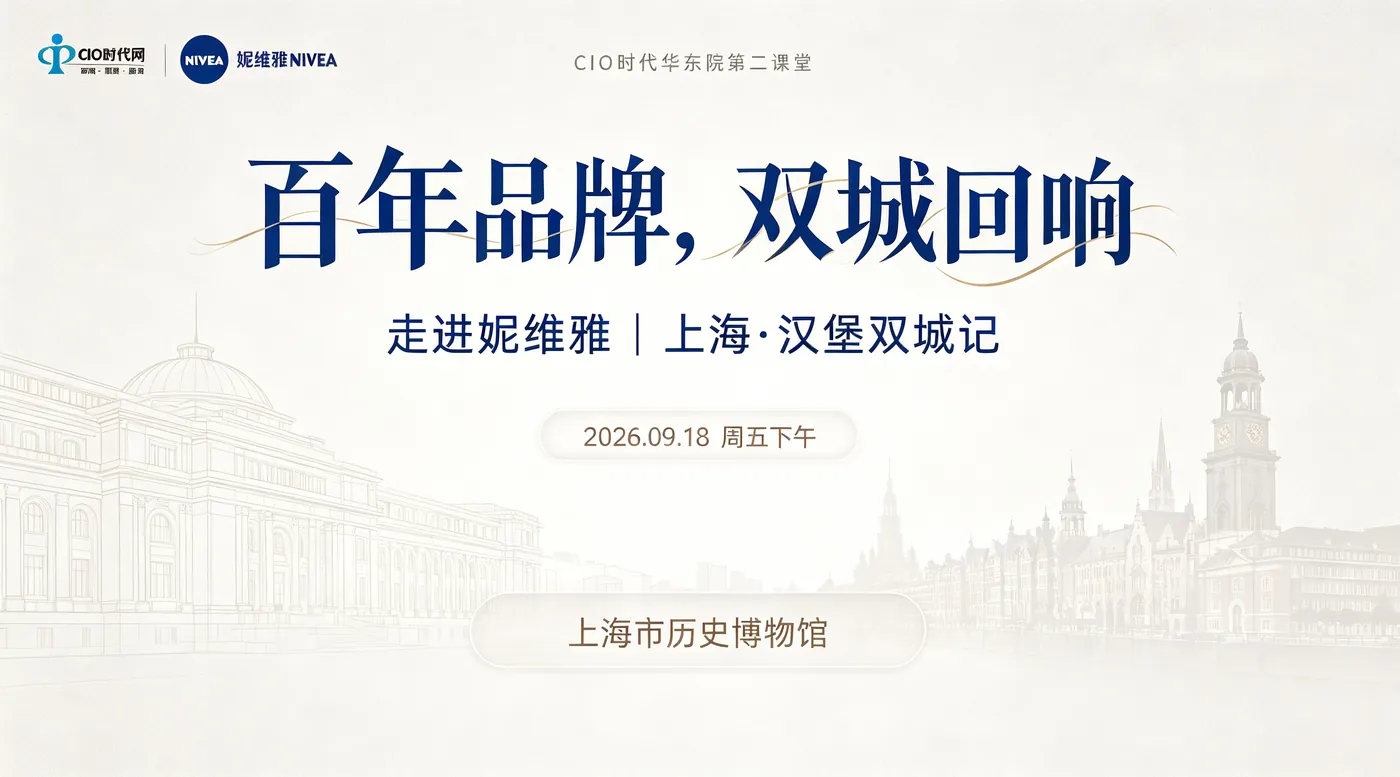 CIO时代网
NIVEA
妮维雅NIVEA
CIO时代华东院第二课堂
百年品牌,双城回响
走进妮维雅｜上海·汉堡双城记
2026.09.18 周五下午
上海市历史博物馆